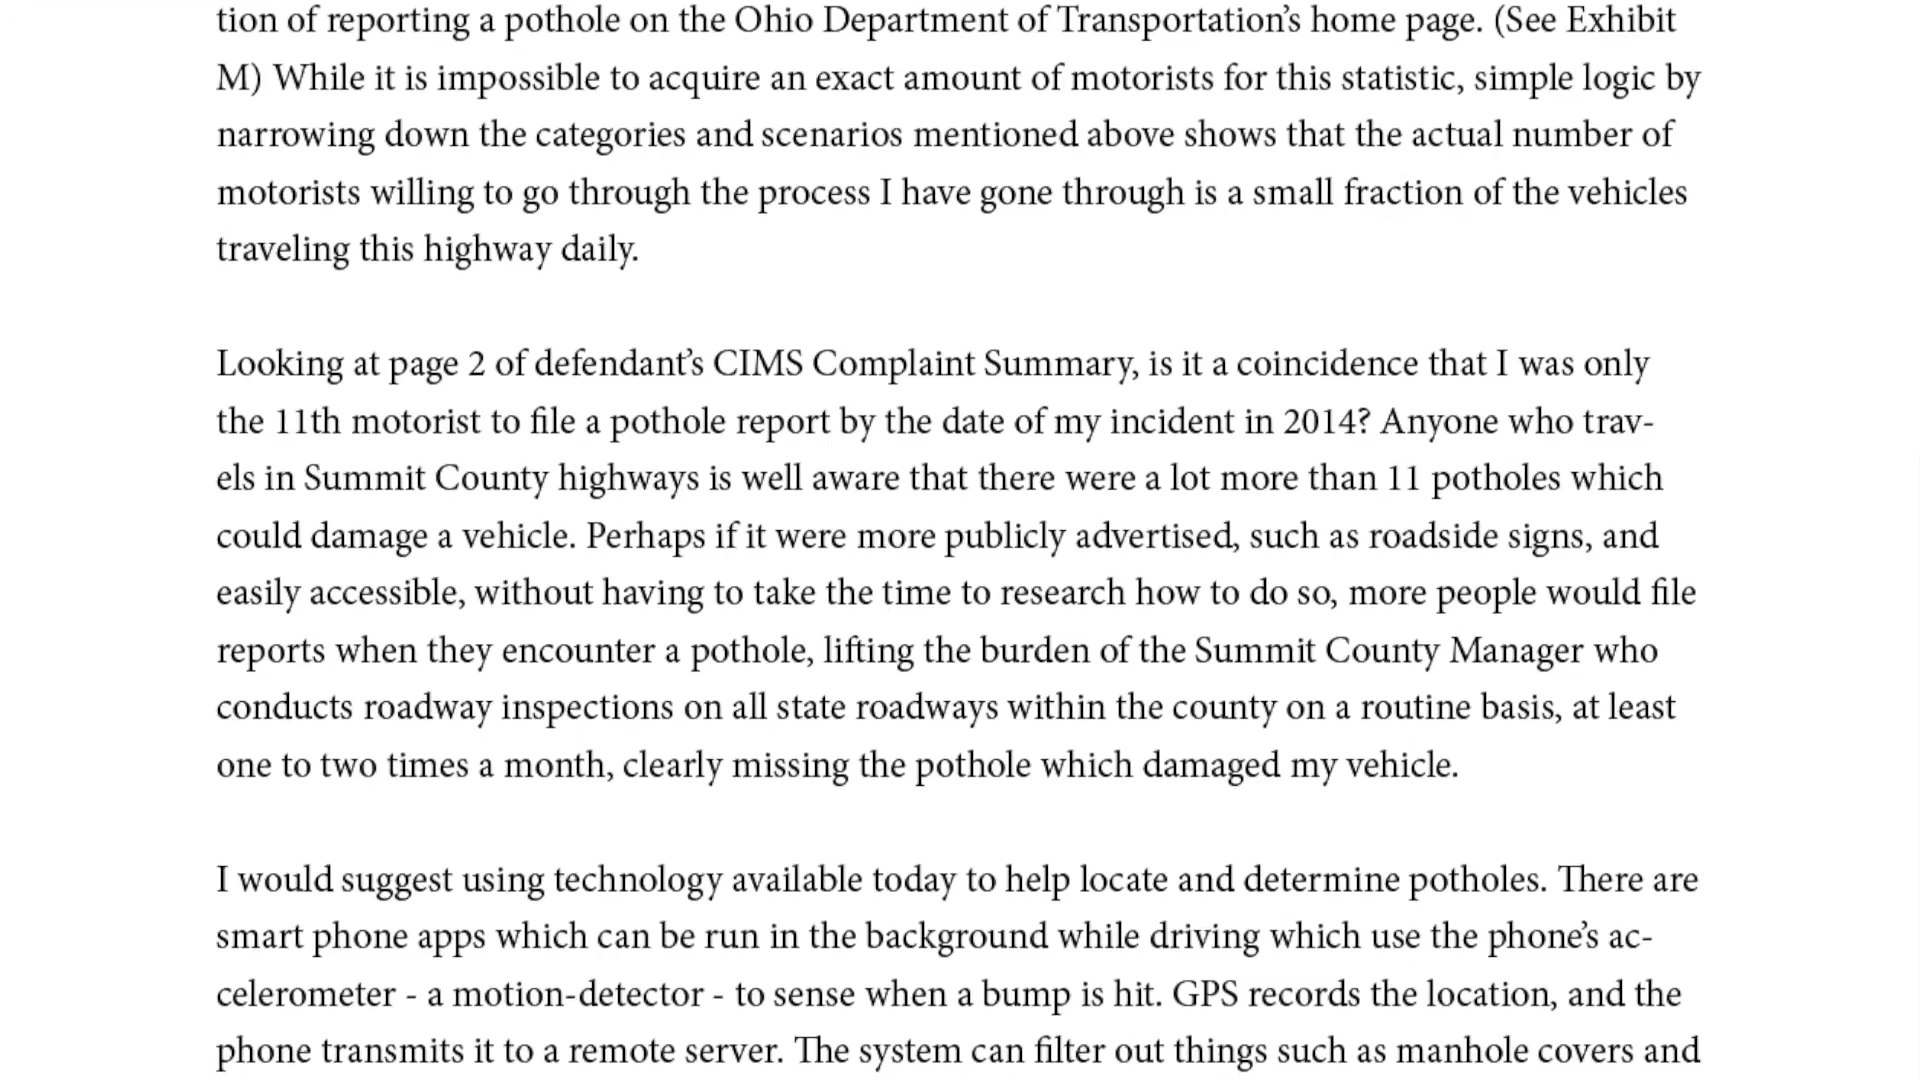 tion of reporting a pothole on the Ohio Department of Transportation’s home page. (See Exhibit
M) While it is impossible to acquire an exact amount of motorists for this statistic, simple logic by
narrowing down the categories and scenarios mentioned above shows that the actual number of
motorists willing to go through the process I have gone through is a small fraction of the vehicles
traveling this highway daily.
Looking at page 2 of defendant’s CIMS Complaint Summary, is it a coincidence that I was only
the 11th motorist to file a pothole report by the date of my incident in 2014? Anyone who trav-
els in Summit County highways is well aware that there were a lot more than 11 potholes which
could damage a vehicle. Perhaps if it were more publicly advertised, such as roadside signs, and
easily accessible, without having to take the time to research how to do so, more people would file
reports when they encounter a pothole, lifting the burden of the Summit County Manager who
conducts roadway inspections on all state roadways within the county on a routine basis, at least
one to two times a month, clearly missing the pothole which damaged my vehicle.
I would suggest using technology available today to help locate and determine potholes. There are
smart phone apps which can be run in the background while driving which use the phone’s ac-
celerometer - a motion-detector - to sense when a bump is hit. GPS records the location, and the
phone transmits it to a remote server. The system can filter out things such as manhole covers and